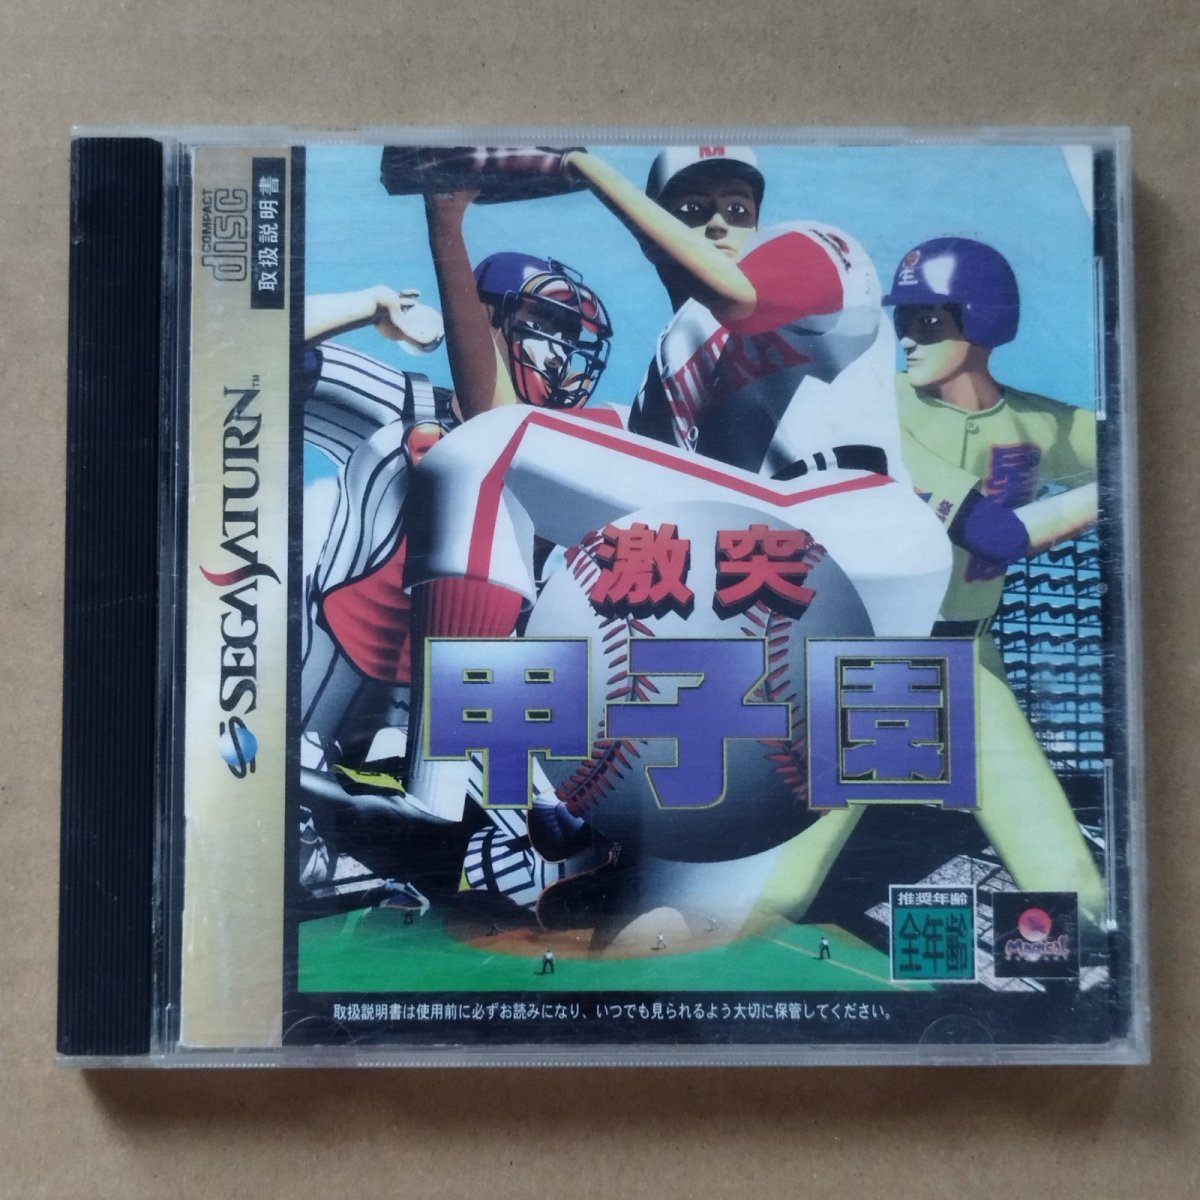 COMPACT
disc
取扱説明書
SEGA SATURN™
M
激突
甲子園
推奨年齢
全年齢
MAGICAL
取扱説明書は使用前に必ずお読みになり、いつでも見られるよう大切に保管してください。